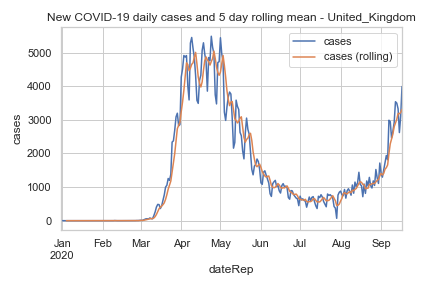 New COVID-19 daily cases and 5 day rolling mean - United_Kingdom
cases
cases (rolling)
5000
4000
3000
2000
1000
0
cases
Jan Feb Mar Apr May Jun Jul Aug Sep
2020
dateRep